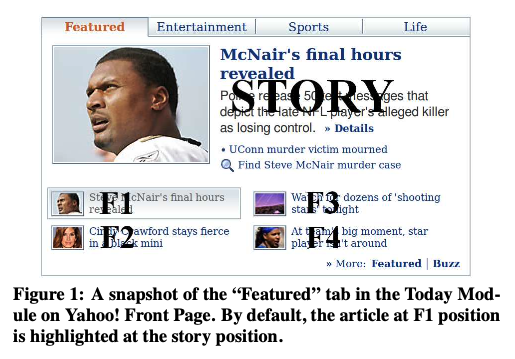 Featured Entertainment Sports Life
McNair's final hours
revealed
STORY
Police release 50 text messages that
depict the late NFL player's alleged killer
as losing control. » Details
• UConn murder victim mourned
Find Steve McNair murder case
F1
Steve McNair's final hours
revealed
F3
Watch for dozens of 'shooting
stars' tonight
F2
Cindy Crawford stays fierce
in a black mini
F4
At team's big moment, star
player isn't around
» More: Featured | Buzz
Figure 1: A snapshot of the “Featured” tab in the Today Mod-
ule on Yahoo! Front Page. By default, the article at F1 position
is highlighted at the story position.